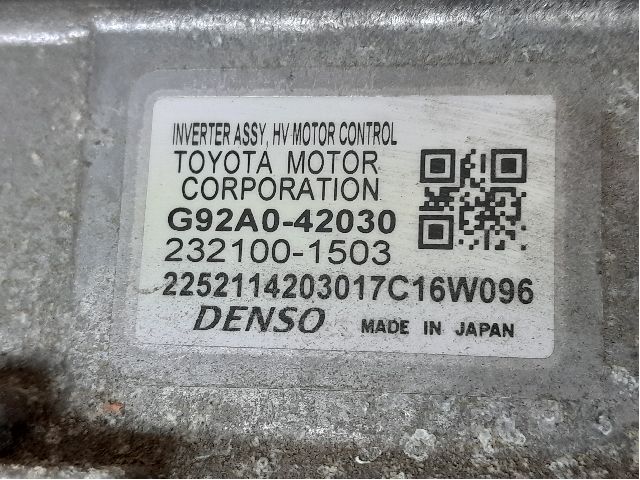 INVERTER ASSY, HV MOTOR CONTROL
TOYOTA MOTOR
CORPORATION
G92A0-42030
232100-1503
2252114203017C16W096
DENSO MADE IN JAPAN